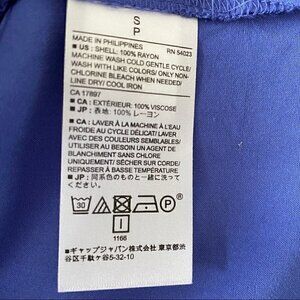 S
P
MADE IN PHILIPPINES RN 54023
■ US : SHELL: 100% RAYON
MACHINE WASH COLD GENTLE CYCLE/
WASH WITH LIKE COLORS/ ONLY NON-
CHLORINE BLEACH WHEN NEEDED/
LINE DRY/ COOL IRON
CA 17897
■ CA : EXTÉRIEUR: 100% VISCOSE
■ JP : 表地: 100% レーヨン
■ CA : LAVER À LA MACHINE À L'EAU
FROIDE AU CYCLE DÉLICAT/ LAVER
AVEC DES COULEURS SEMBLABLES/
UTILISER AU BESOIN UN AGENT DE
BLANCHIMENT SANS CHLORE
UNIQUEMENT/ SÉCHER SUR CORDE/
REPASSER À BASSE TEMPÉRATURE
■ JP : 同系色のものと一緒に洗っ
てください。
30
P
I
1166
■ギャップジャパン株式会社 東京都渋
谷区千駄ヶ谷5-32-10